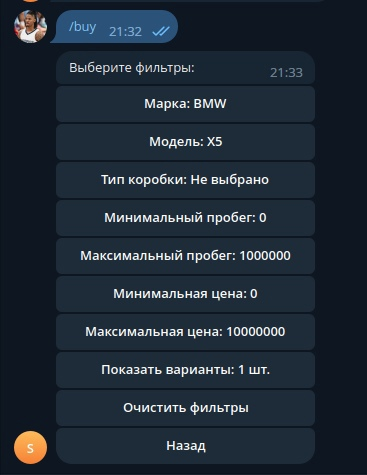 /buy 21:32
Выберите фильтры:
21:33
Марка: BMW
Модель: X5
Тип коробки: Не выбрано
Минимальный пробег: 0
Максимальный пробег: 1000000
Минимальная цена: 0
Максимальная цена: 10000000
Показать варианты: 1 шт.
Очистить фильтры
Назад
S